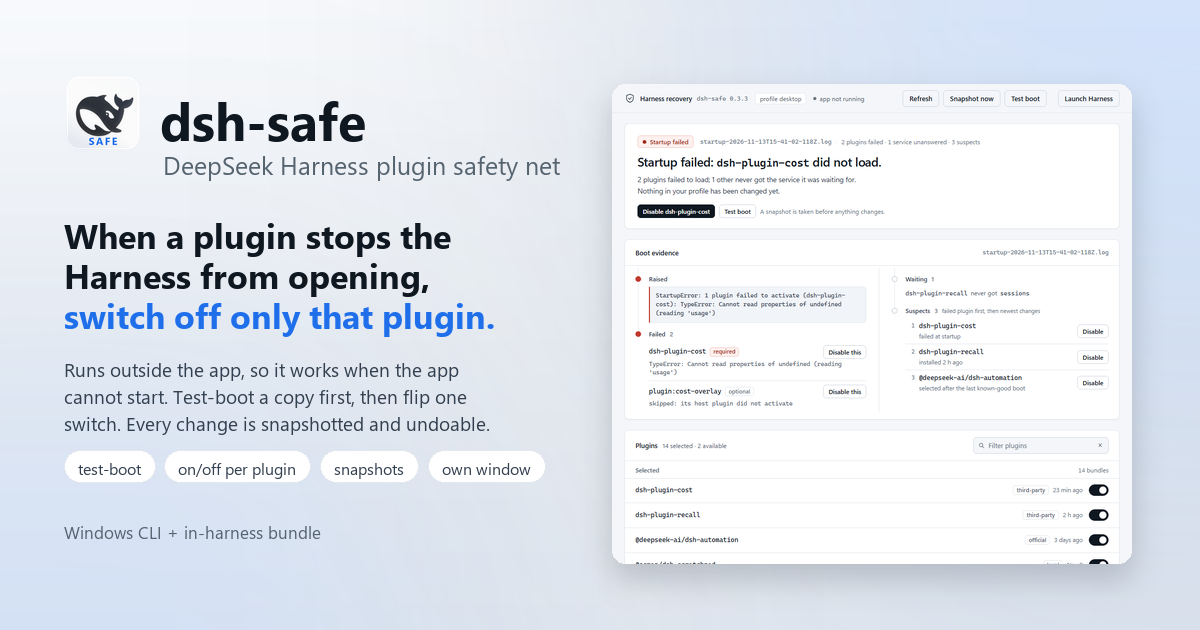 SAFE
dsh-safe
DeepSeek Harness plugin safety net
When a plugin stops the
Harness from opening,
switch off only that plugin.
Runs outside the app, so it works when the app
cannot start. Test-boot a copy first, then flip one
switch. Every change is snapshotted and undoable.
test-boot
on/off per plugin
snapshots
own window
Windows CLI + in-harness bundle
Harness recovery dsh-safe 0.3.3 profile desktop app not running
Refresh
Snapshot now
Test boot
Launch Harness
Startup failed startup-2026-11-13T15-41-02-118Z.log 2 plugins failed · 1 service unanswered · 3 suspects
Startup failed: dsh-plugin-cost did not load.
2 plugins failed to load; 1 other never got the service it was waiting for.
Nothing in your profile has been changed yet.
Disable dsh-plugin-cost
Test boot
A snapshot is taken before anything changes.
Boot evidence
startup-2026-11-13T15-41-02-118Z.log
Raised
StartupError: 1 plugin failed to activate (dsh-plugin-
cost): TypeError: Cannot read properties of undefined
(reading 'usage')
Failed 2
dsh-plugin-cost required
Disable this
TypeError: Cannot read properties of undefined (reading
'usage')
plugin:cost-overlay optional
Disable this
skipped: its host plugin did not activate
Waiting 1
dsh-plugin-recall never got sessions
Suspects 3 failed plugin first, then newest changes
1 dsh-plugin-cost
failed at startup
Disable
2 dsh-plugin-recall
installed 2 h ago
Disable
3 @deepseek-ai/dsh-automation
selected after the last known-good boot
Disable
Plugins 14 selected · 2 available
Filter plugins ×
Selected
14 bundles
dsh-plugin-cost
third-party 23 min ago
dsh-plugin-recall
third-party 2 h ago
@deepseek-ai/dsh-automation
official 3 days ago